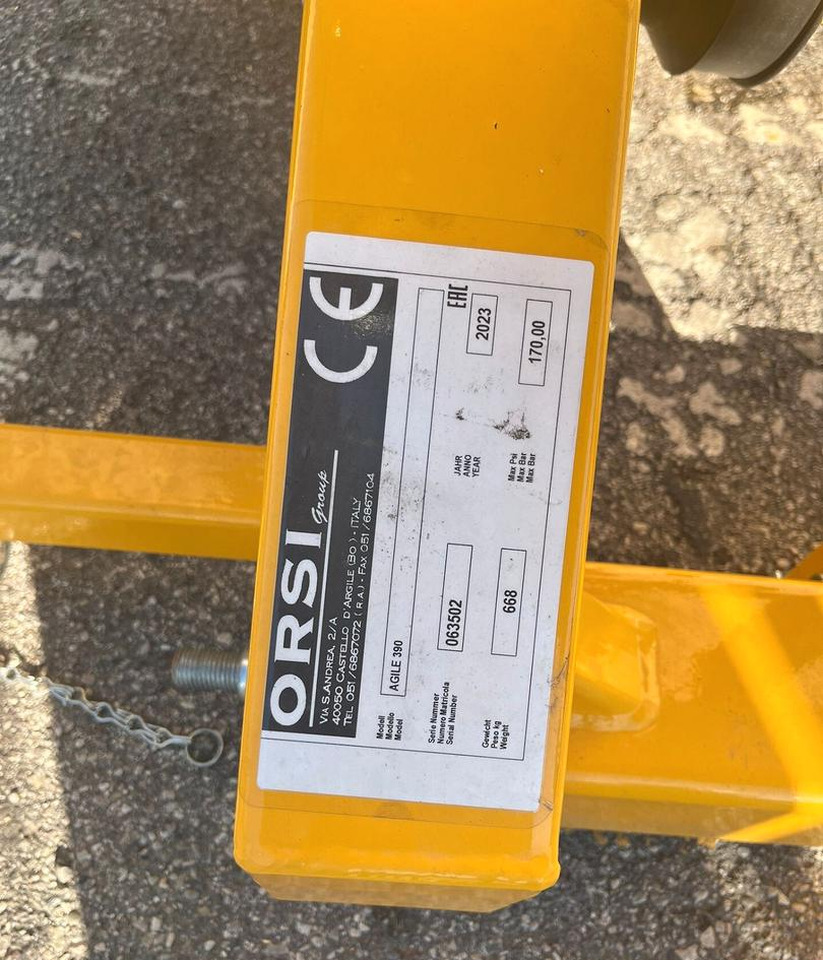 ORSI Group
CE
VIA S.ANDREA, 2/A
40050 CASTELLO D'ARGILE (BO) - ITALY
TEL 051/6867072 (R.A.) - FAX 051/6867104
Modell
Modello
Model
AGILE 390
EAC
Serie Nummer
Numero Matricola
Serial Number
063502
JAHR
ANNO
YEAR
2023
Gewicht
Peso kg
Weight
668
Max Psi
Max Bar
Max Bar
170,00